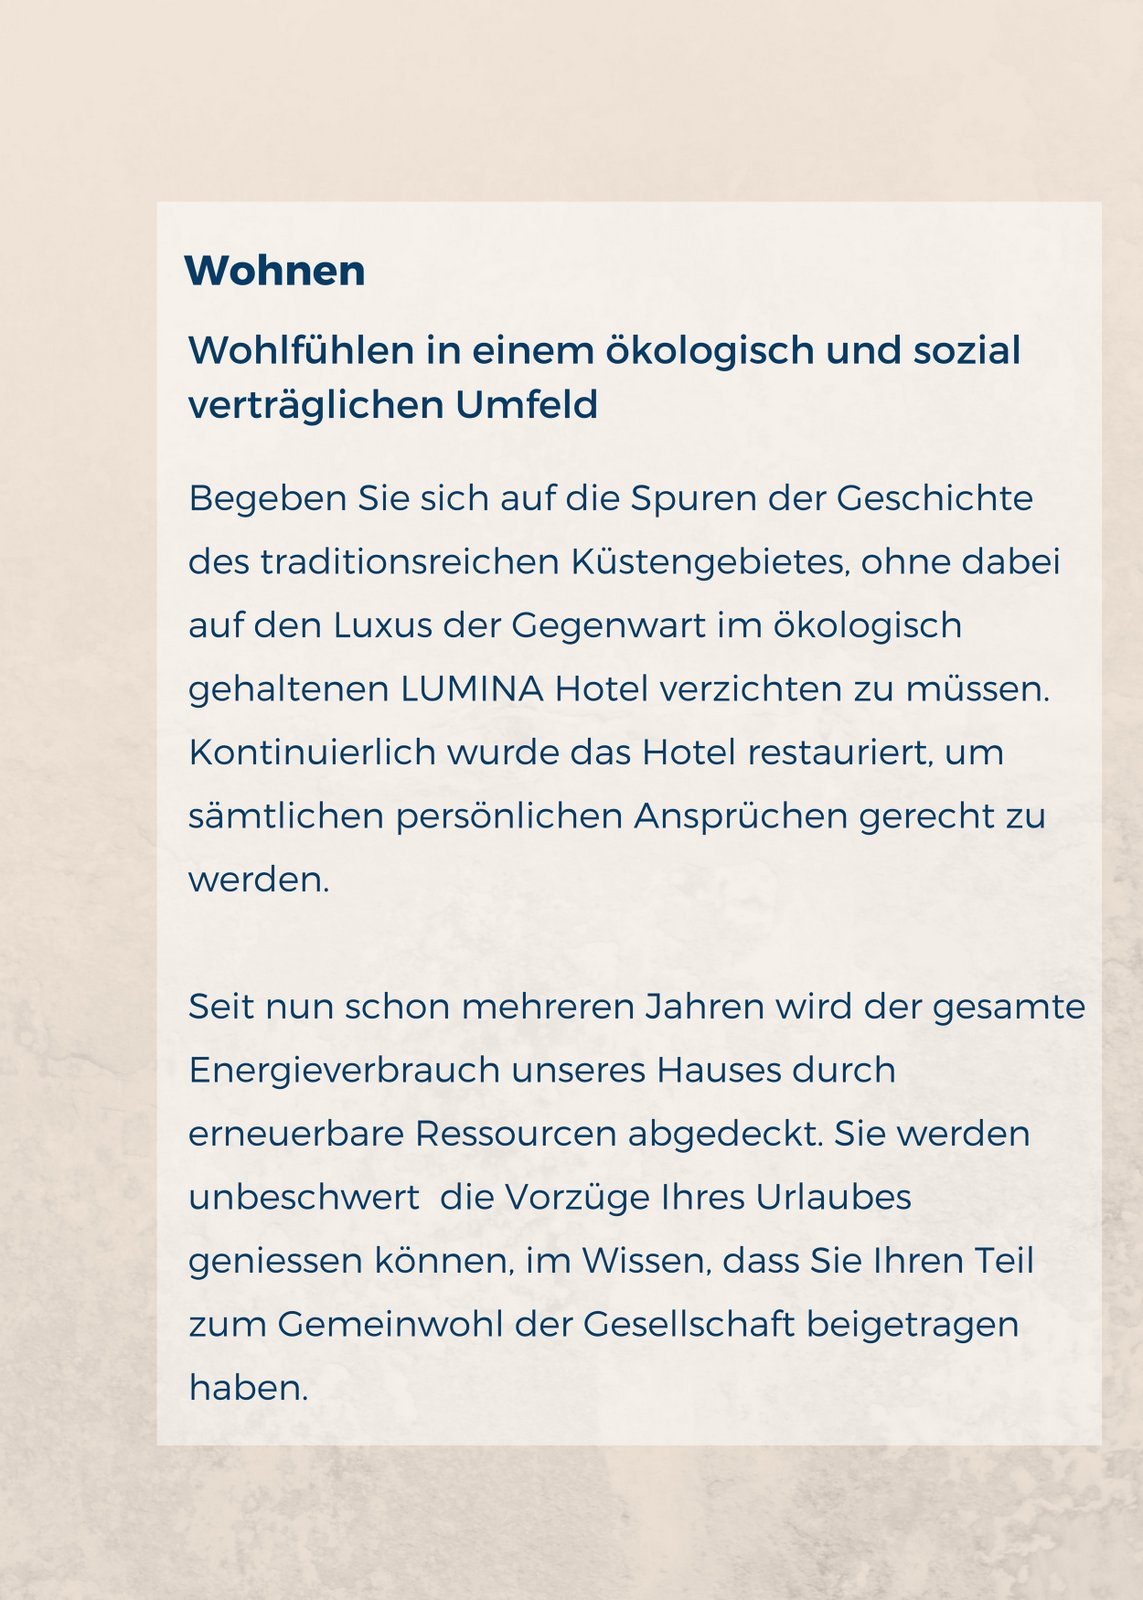 Wohnen
Wohlfühlen in einem ökologisch und sozial
verträglichen Umfeld
Begeben Sie sich auf die Spuren der Geschichte
des traditionsreichen Küstengebietes, ohne dabei
auf den Luxus der Gegenwart im ökologisch
gehaltenen LUMINA Hotel verzichten zu müssen.
Kontinuierlich wurde das Hotel restauriert, um
sämtlichen persönlichen Ansprüchen gerecht zu
werden.
Seit nun schon mehreren Jahren wird der gesamte
Energieverbrauch unseres Hauses durch
erneuerbare Ressourcen abgedeckt. Sie werden
unbeschwert  die Vorzüge Ihres Urlaubes
geniessen können, im Wissen, dass Sie Ihren Teil
zum Gemeinwohl der Gesellschaft beigetragen
haben.